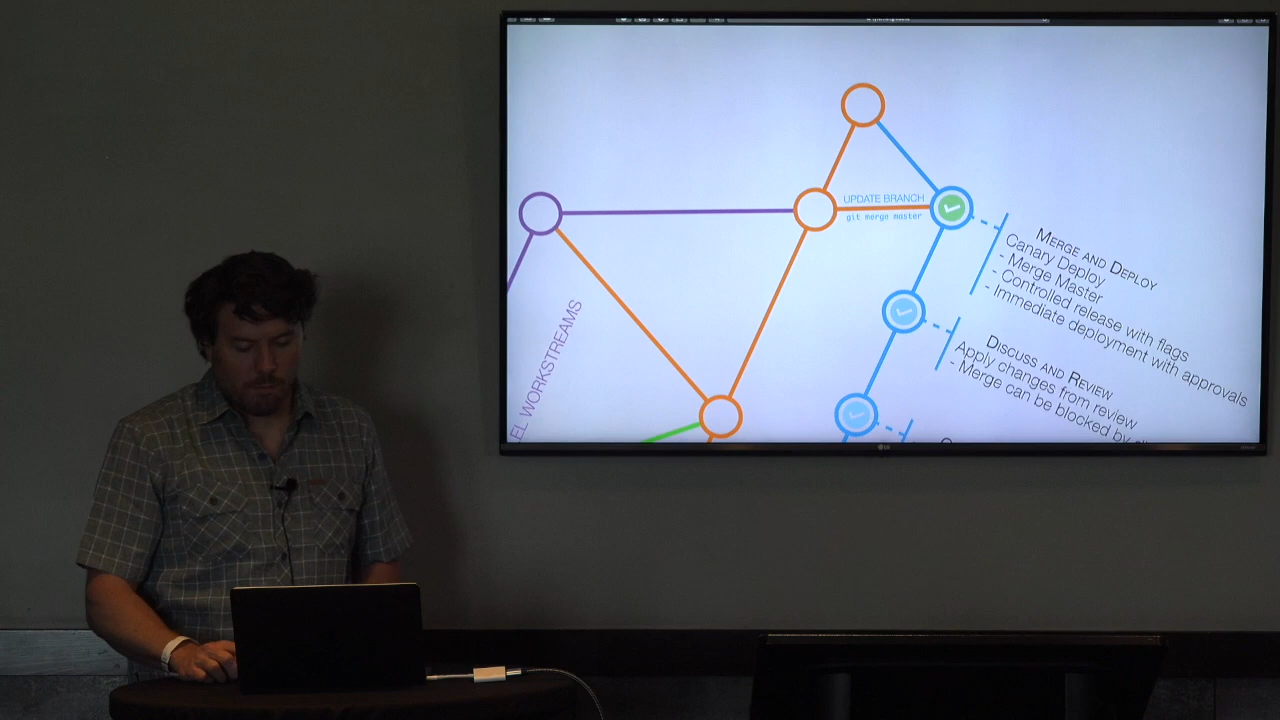 UPDATE BRANCH
git merge master
MERGE AND DEPLOY
Canary Deploy
- Merge Master
- Controlled release with flags
- Immediate deployment with approvals
DISCUSS AND REVIEW
Apply changes from review
- Merge can be blocked by
EL WORKSTREAMS
LG